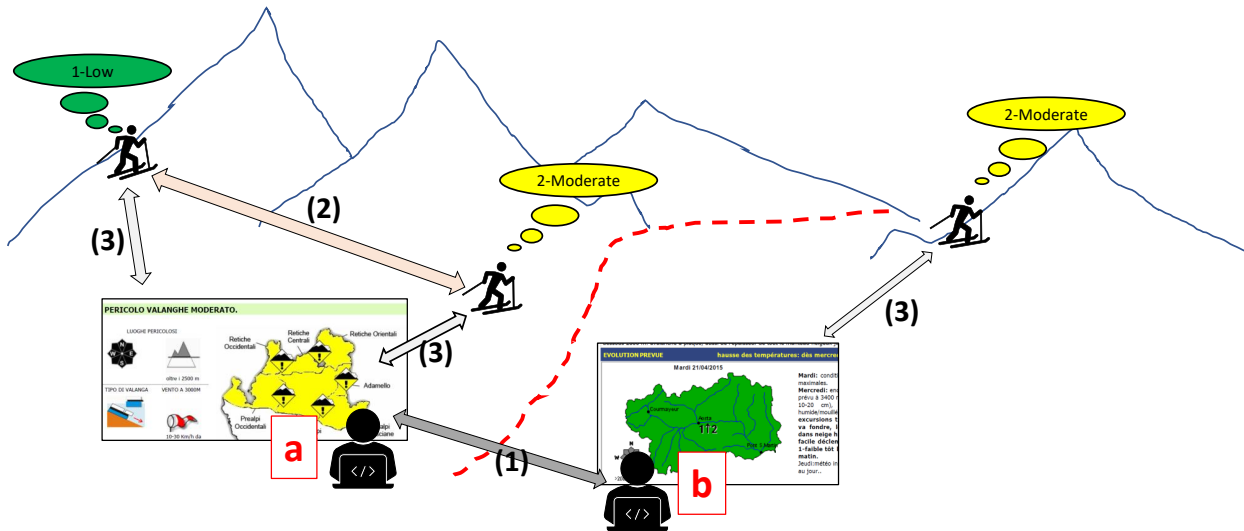 1-Low
2-Moderate
2-Moderate
(2)
(3)
(3)
(3)
(1)
PERICOLO VALANGHE MODERATO.
LUOGHI PERICOLOSI
oltre i 2500 m
TIPO DI VALANGA
VENTO A 3000M
10-30 Km/h da
Retiche
Occidentali
Retiche
Centrali
Retiche Orientali
Adamello
Prealpi
Occidentali
a
EVOLUTION PREVUE
hausse des températures: dès mercre
Mardi 21/04/2015
Courmayeur
Aosta
1 2
N
W
Mardi: condit
maximales.
Mercredi: en
prévu à 3400 m
10-20 cm),
humide/mouillé
excursions t
va fondre, l
dans neige h
facile déclen
1-faible tôt l
matin.
Jeudi:météo in
au jour..
b